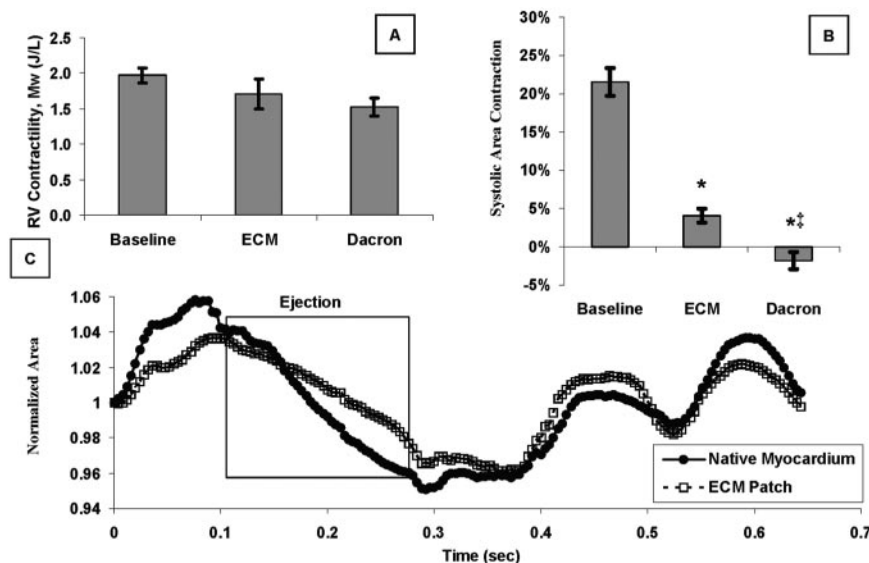 A
RV Contractility, Mw (J/L)
2.5
2.0
1.5
1.0
0.5
0.0
Baseline ECM Dacron
B
Systolic Area Contraction
30%
25%
20%
15%
10%
5%
0%
-5%
*
*‡
Baseline ECM Dacron
C
Ejection
Normalized Area
1.06
1.04
1.02
1
0.98
0.96
0.94
Native Myocardium
ECM Patch
0 0.1 0.2 0.3 0.4 0.5 0.6 0.7
Time (sec)